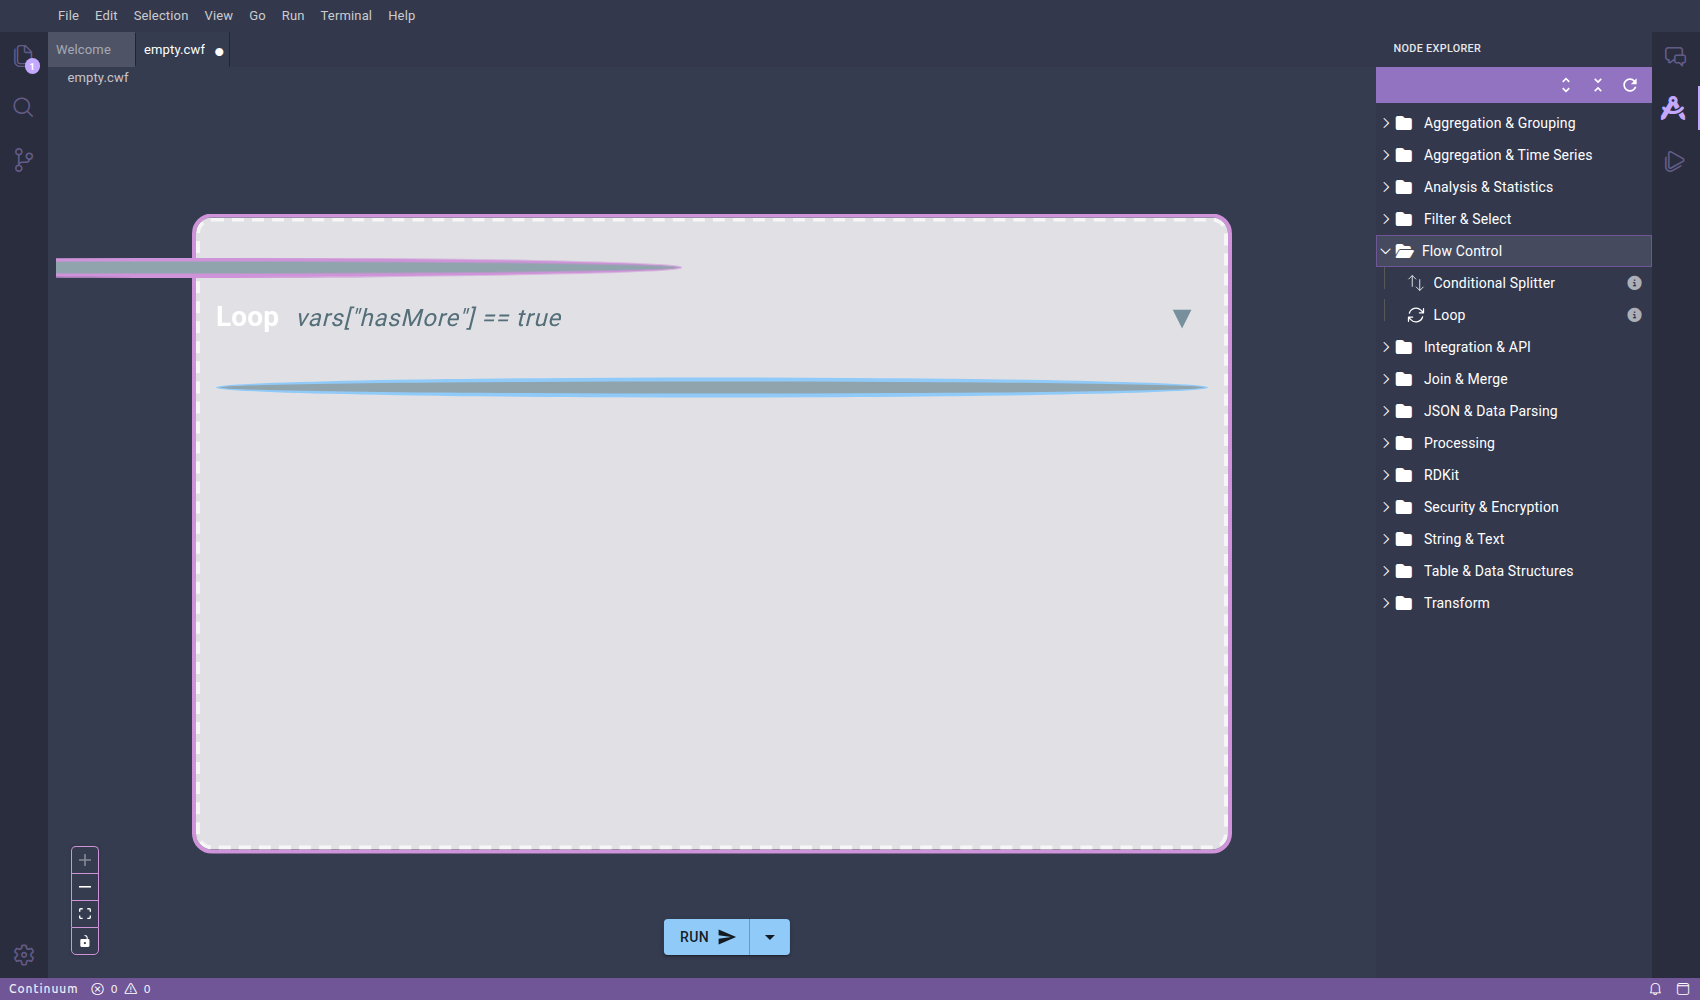 File Edit Selection View Go Run Terminal Help
Welcome empty.cwf
empty.cwf
1
NODE EXPLORER
Aggregation & Grouping
Aggregation & Time Series
Analysis & Statistics
Filter & Select
Flow Control
Conditional Splitter
Loop
Integration & API
Join & Merge
JSON & Data Parsing
Processing
RDKit
Security & Encryption
String & Text
Table & Data Structures
Transform
Loop vars["hasMore"] == true
RUN
Continuum 0 0